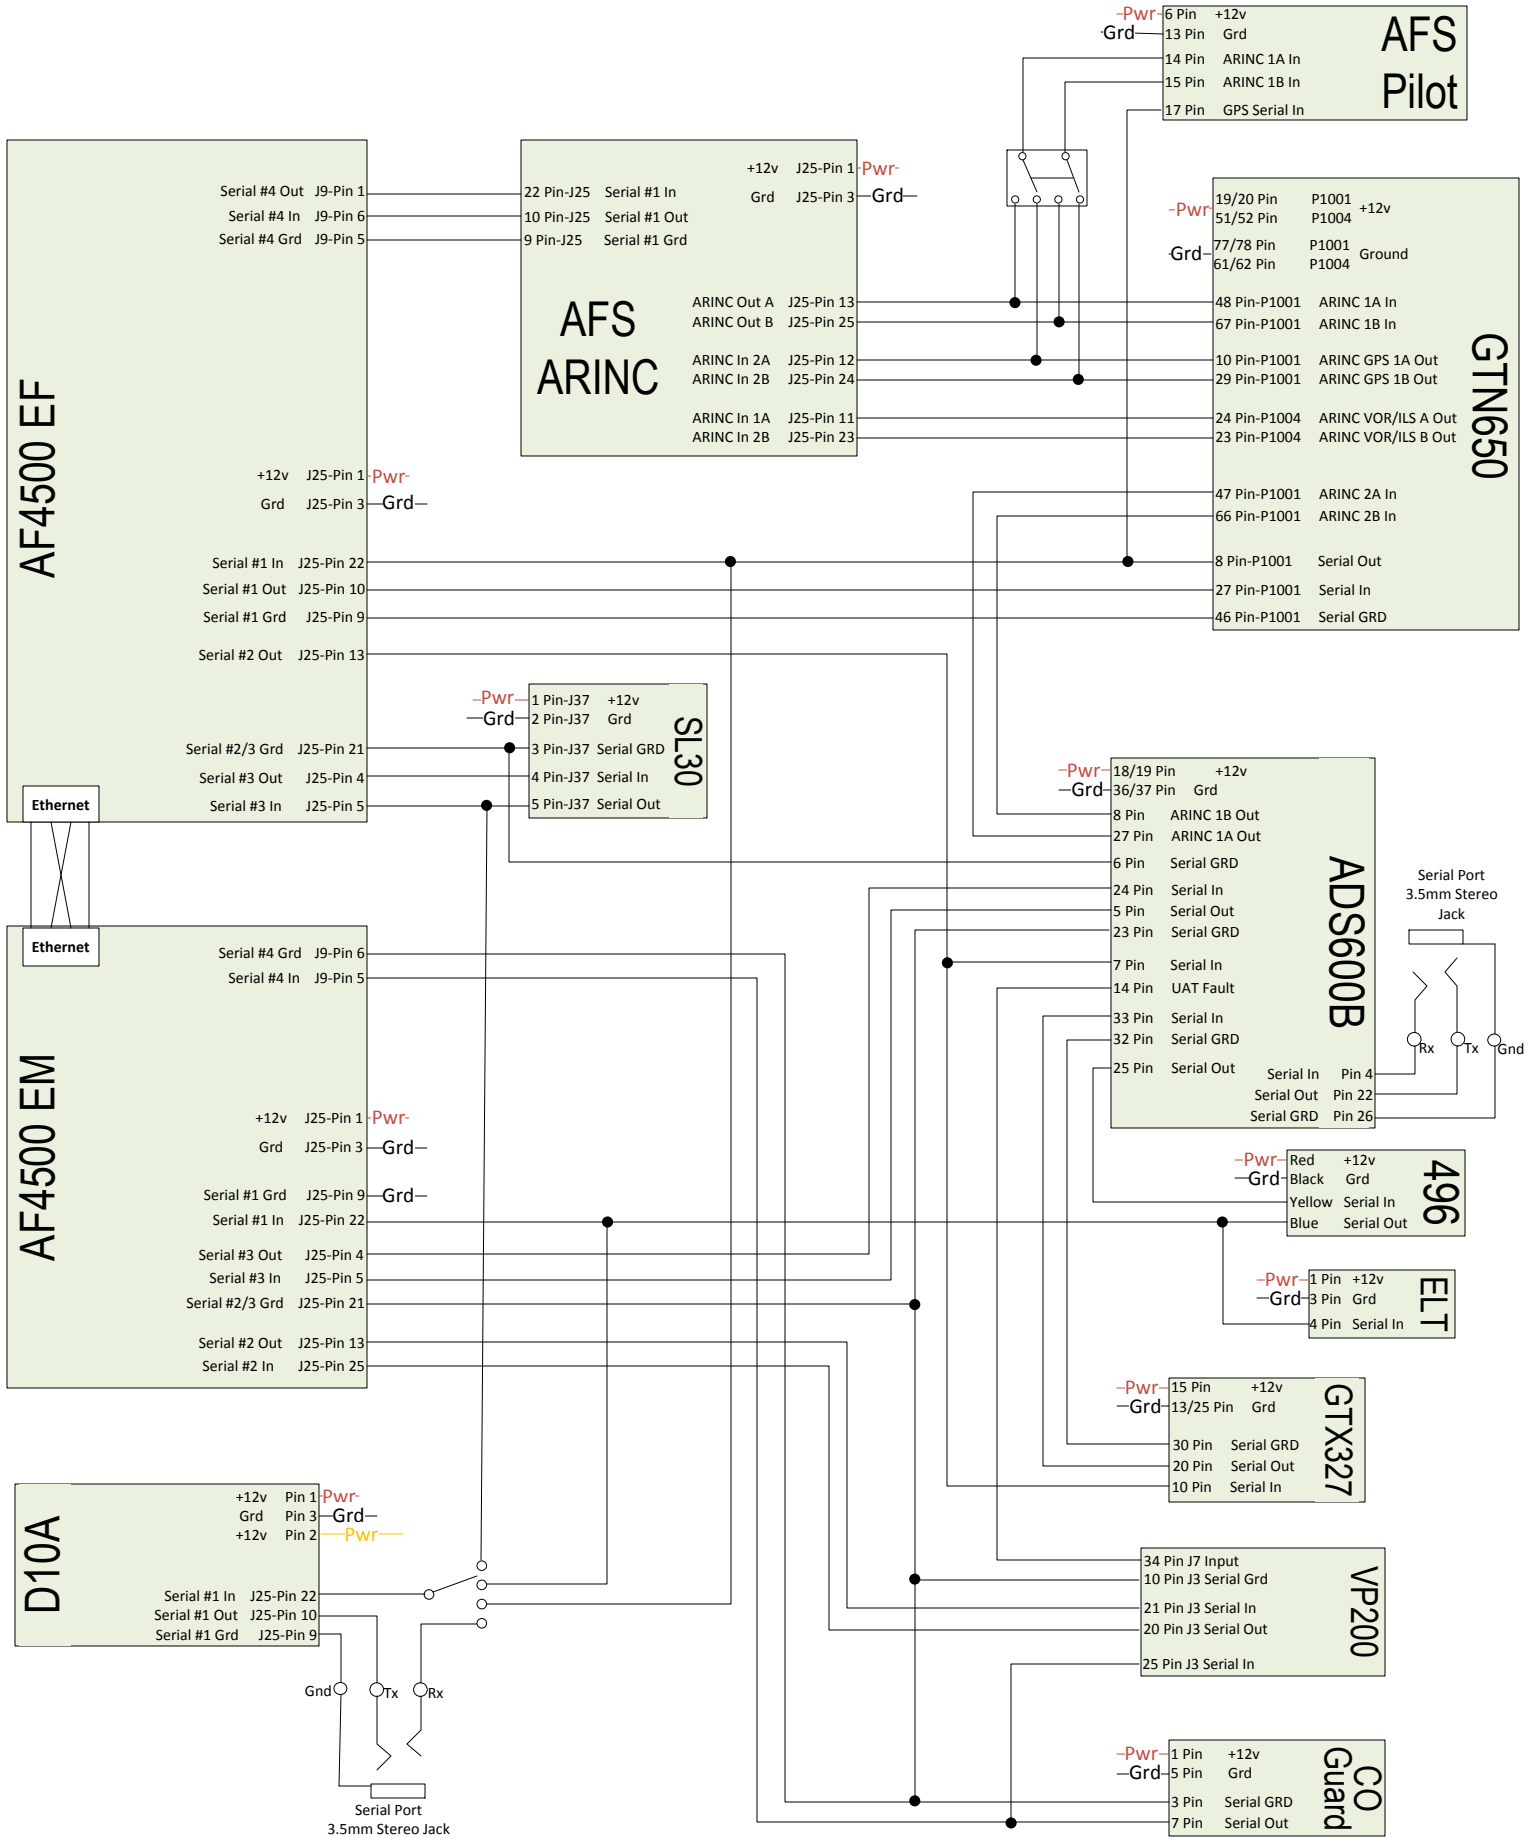 Pwr 6 Pin +12v
Grd 13 Pin Grd
14 Pin ARINC 1A In
15 Pin ARINC 1B In
17 Pin GPS Serial In
AFS
Pilot
AF4500 EF
Serial #4 Out J9-Pin 1
Serial #4 In J9-Pin 6
Serial #4 Grd J9-Pin 5
+12v J25-Pin 1 Pwr
Grd J25-Pin 3 Grd
Serial #1 In J25-Pin 22
Serial #1 Out J25-Pin 10
Serial #1 Grd J25-Pin 9
Serial #2 Out J25-Pin 13
Serial #2/3 Grd J25-Pin 21
Serial #3 Out J25-Pin 4
Serial #3 In J25-Pin 5
Ethernet
22 Pin-J25 Serial #1 In
10 Pin-J25 Serial #1 Out
9 Pin-J25 Serial #1 Grd
AFS
ARINC
+12v J25-Pin 1 Pwr
Grd J25-Pin 3 Grd
ARINC Out A J25-Pin 13
ARINC Out B J25-Pin 25
ARINC In 2A J25-Pin 12
ARINC In 2B J25-Pin 24
ARINC In 1A J25-Pin 11
ARINC In 2B J25-Pin 23
Pwr 19/20 Pin P1001 +12v
51/52 Pin P1004
Grd 77/78 Pin P1001 Ground
61/62 Pin P1004
48 Pin-P1001 ARINC 1A In
67 Pin-P1001 ARINC 1B In
10 Pin-P1001 ARINC GPS 1A Out
29 Pin-P1001 ARINC GPS 1B Out
24 Pin-P1004 ARINC VOR/ILS A Out
23 Pin-P1004 ARINC VOR/ILS B Out
47 Pin-P1001 ARINC 2A In
66 Pin-P1001 ARINC 2B In
8 Pin-P1001 Serial Out
27 Pin-P1001 Serial In
46 Pin-P1001 Serial GRD
GTN650
Pwr 1 Pin-J37 +12v
Grd 2 Pin-J37 Grd
3 Pin-J37 Serial GRD
4 Pin-J37 Serial In
5 Pin-J37 Serial Out
SL30
Pwr 18/19 Pin +12v
Grd 36/37 Pin Grd
8 Pin ARINC 1B Out
27 Pin ARINC 1A Out
6 Pin Serial GRD
24 Pin Serial In
5 Pin Serial Out
23 Pin Serial GRD
7 Pin Serial In
14 Pin UAT Fault
33 Pin Serial In
32 Pin Serial GRD
25 Pin Serial Out
Serial In Pin 4
Serial Out Pin 22
Serial GRD Pin 26
ADS600B
Serial Port
3.5mm Stereo
Jack
Rx Tx Gnd
Ethernet
AF4500 EM
Serial #4 Grd J9-Pin 6
Serial #4 In J9-Pin 5
+12v J25-Pin 1 Pwr
Grd J25-Pin 3 Grd
Serial #1 Grd J25-Pin 9 Grd
Serial #1 In J25-Pin 22
Serial #3 Out J25-Pin 4
Serial #3 In J25-Pin 5
Serial #2/3 Grd J25-Pin 21
Serial #2 Out J25-Pin 13
Serial #2 In J25-Pin 25
Pwr Red +12v
Grd Black Grd
Yellow Serial In
Blue Serial Out
496
Pwr 1 Pin +12v
Grd 3 Pin Grd
4 Pin Serial In
ELT
Pwr 15 Pin +12v
Grd 13/25 Pin Grd
30 Pin Serial GRD
20 Pin Serial Out
10 Pin Serial In
GTX327
D10A
+12v Pin 1 Pwr
Grd Pin 3 Grd
+12v Pin 2 Pwr
Serial #1 In J25-Pin 22
Serial #1 Out J25-Pin 10
Serial #1 Grd J25-Pin 9
Gnd Tx Rx
Serial Port
3.5mm Stereo Jack
34 Pin J7 Input
10 Pin J3 Serial Grd
21 Pin J3 Serial In
20 Pin J3 Serial Out
25 Pin J3 Serial In
VP200
Pwr 1 Pin +12v
Grd 5 Pin Grd
3 Pin Serial GRD
7 Pin Serial Out
CO
Guard